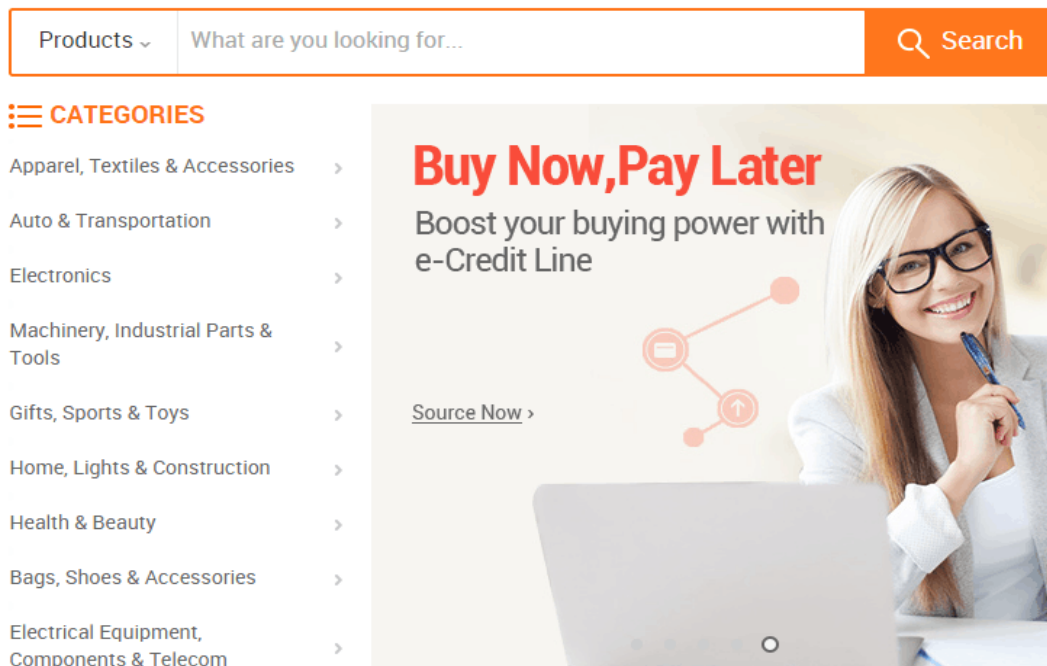 Products
What are you looking for...
Search
CATEGORIES
Apparel, Textiles & Accessories
Auto & Transportation
Electronics
Machinery, Industrial Parts &
Tools
Gifts, Sports & Toys
Home, Lights & Construction
Health & Beauty
Bags, Shoes & Accessories
Electrical Equipment,
Components & Telecom
Buy Now,Pay Later
Boost your buying power with
e-Credit Line
Source Now ›